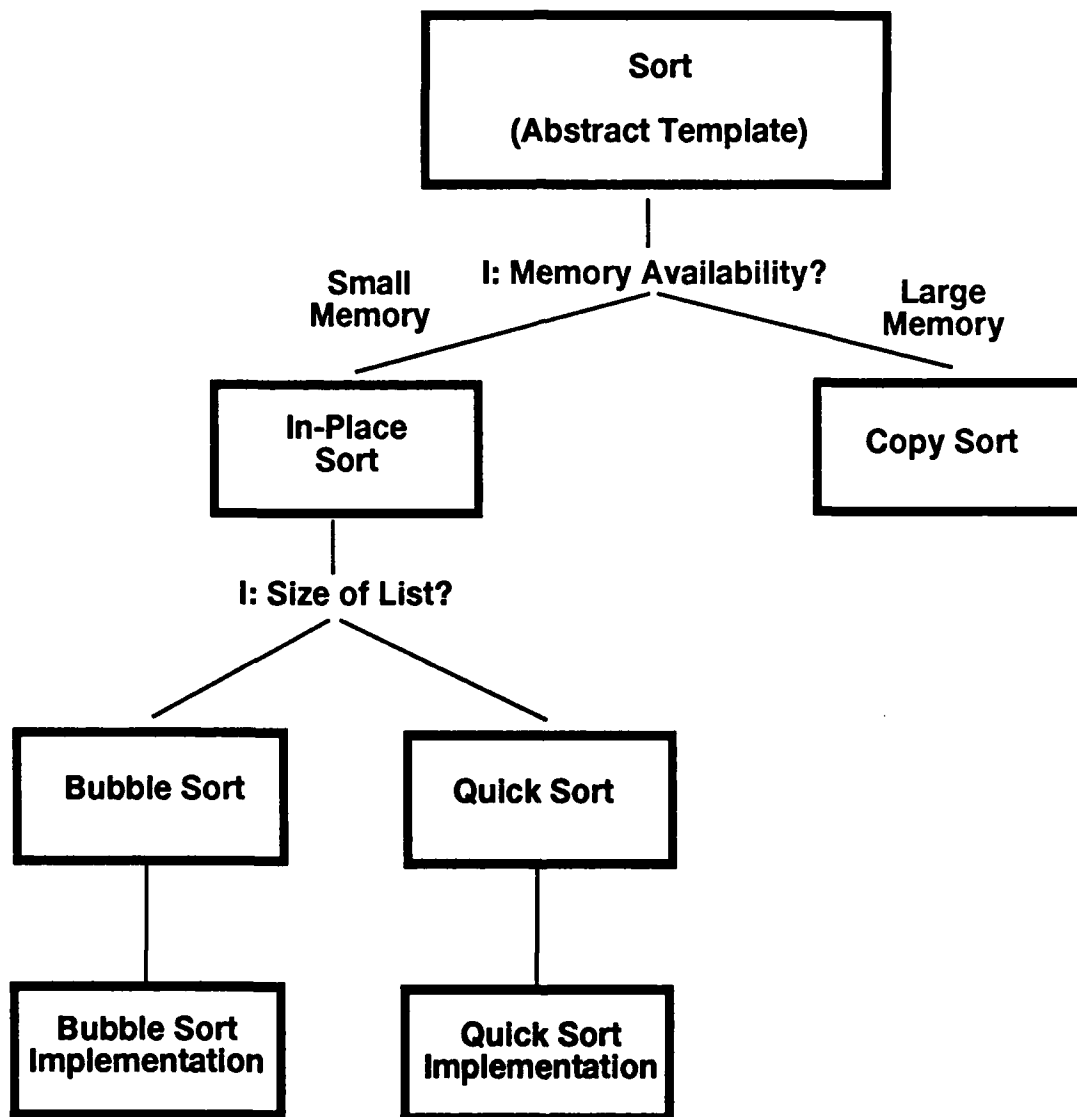 Sort
(Abstract Template)
I: Memory Availability?
Small
Memory
Large
Memory
In-Place
Sort
Copy Sort
I: Size of List?
Bubble Sort
Quick Sort
Bubble Sort
Implementation
Quick Sort
Implementation